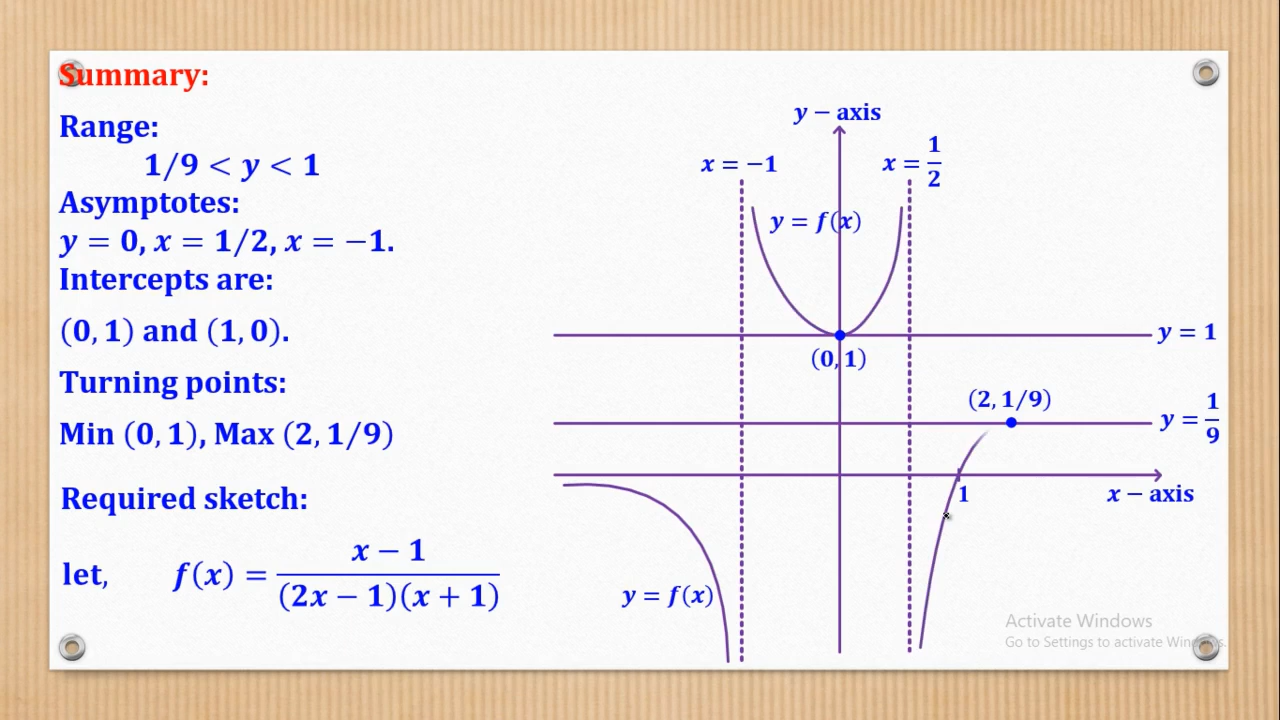 Summary:
Range:
1/9 < y < 1
Asymptotes:
y = 0, x = 1/2, x = −1.
Intercepts are:
(0, 1) and (1, 0).
Turning points:
Min (0, 1), Max (2, 1/9)
Required sketch:
let, f(x) = (x − 1)/((2x − 1)(x + 1))
y − axis
x = −1
x = 1/2
y = f(x)
y = 1
(0, 1)
(2, 1/9)
y = 1/9
1
x − axis
y = f(x)
Activate Windows
Go to Settings to activate Windows.